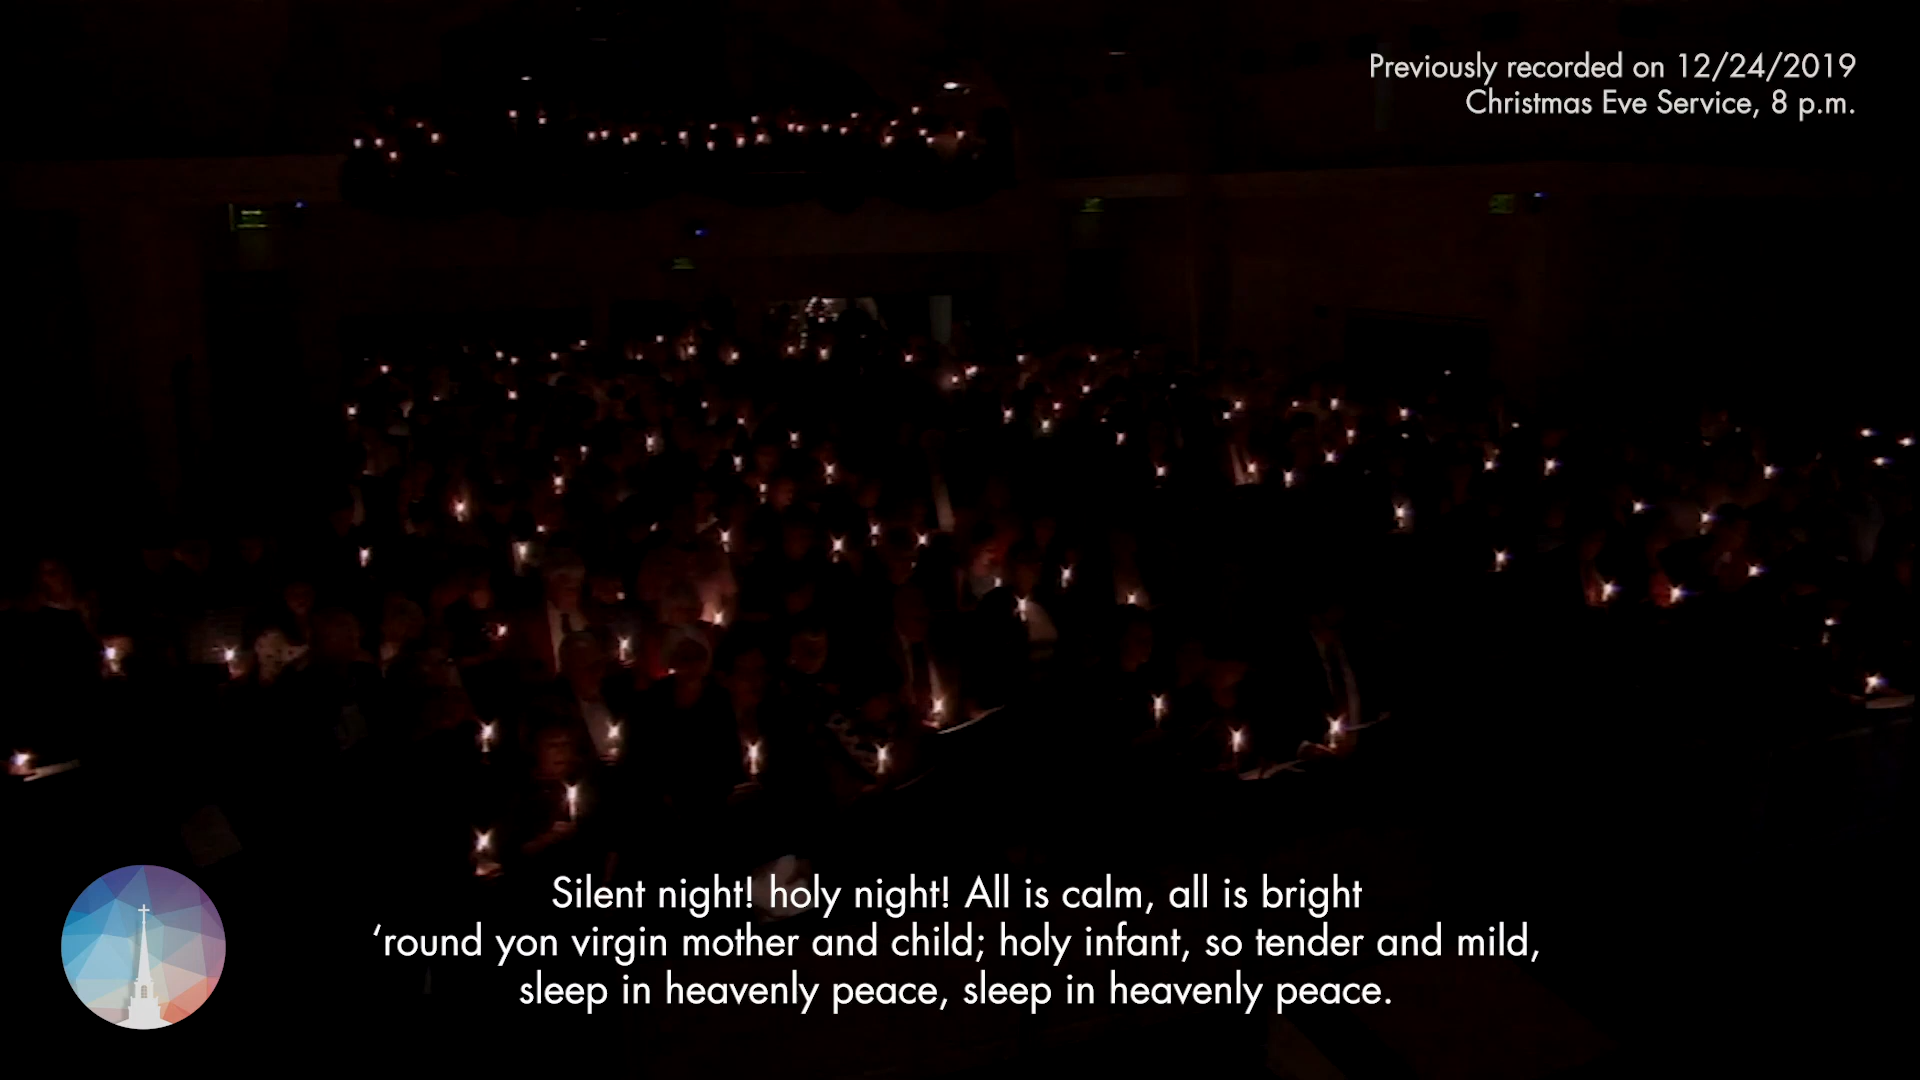 Previously recorded on 12/24/2019
Christmas Eve Service, 8 p.m.
Silent night! holy night! All is calm, all is bright
‘round yon virgin mother and child; holy infant, so tender and mild,
sleep in heavenly peace, sleep in heavenly peace.